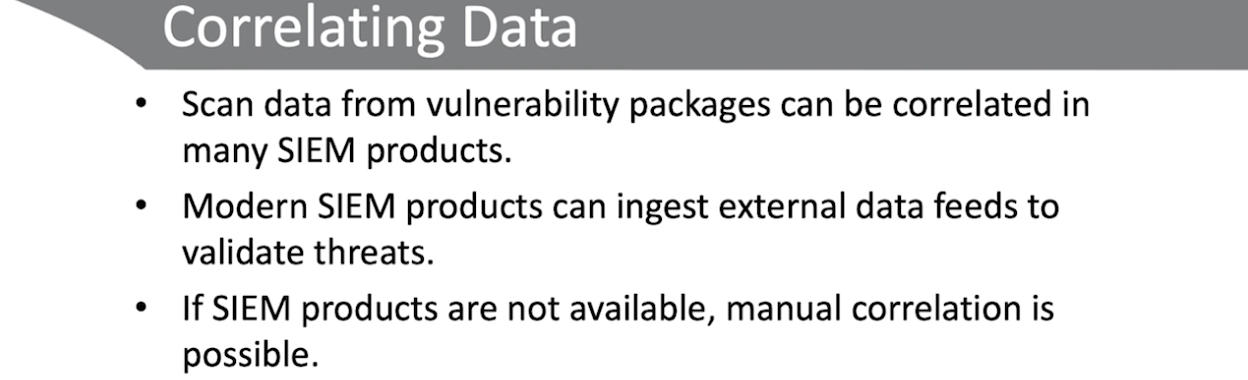 Correlating Data
• Scan data from vulnerability packages can be correlated in
many SIEM products.
• Modern SIEM products can ingest external data feeds to
validate threats.
• If SIEM products are not available, manual correlation is
possible.